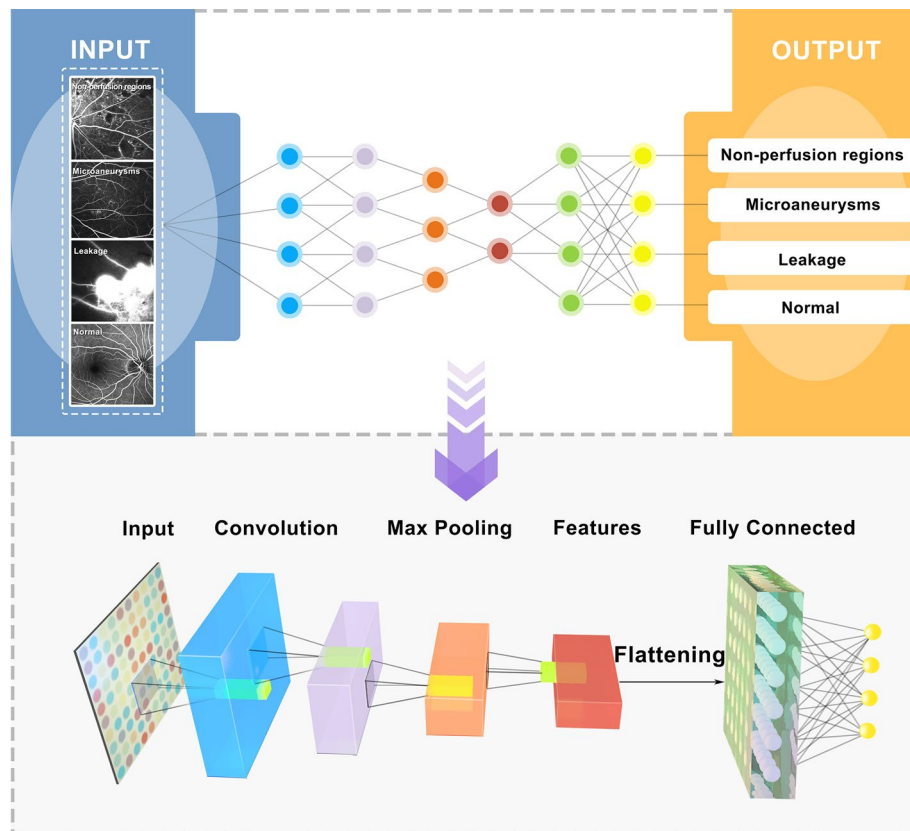 INPUT
OUTPUT
Non-perfusion regions
Microaneurysms
Leakage
Normal
Non-perfusion regions
Microaneurysms
Leakage
Normal
Input
Convolution
Max Pooling
Features
Fully Connected
Flattening